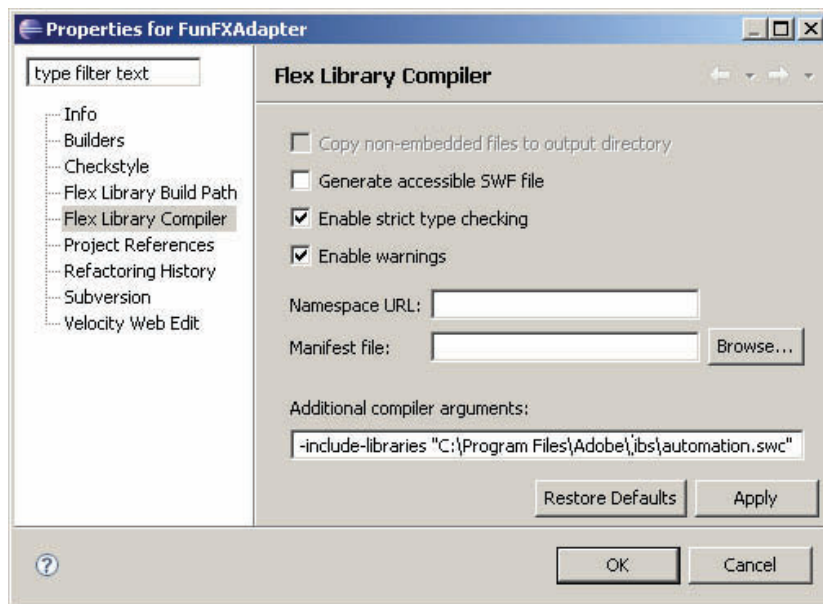 Properties for FunFXAdapter
type filter text
Info
Builders
Checkstyle
Flex Library Build Path
Flex Library Compiler
Project References
Refactoring History
Subversion
Velocity Web Edit
Flex Library Compiler
Copy non-embedded files to output directory
Generate accessible SWF file
Enable strict type checking
Enable warnings
Namespace URL:
Manifest file:
Browse...
Additional compiler arguments:
-include-libraries "C:\Program Files\Adobe\ibs\automation.swc"
Restore Defaults
Apply
?
OK
Cancel